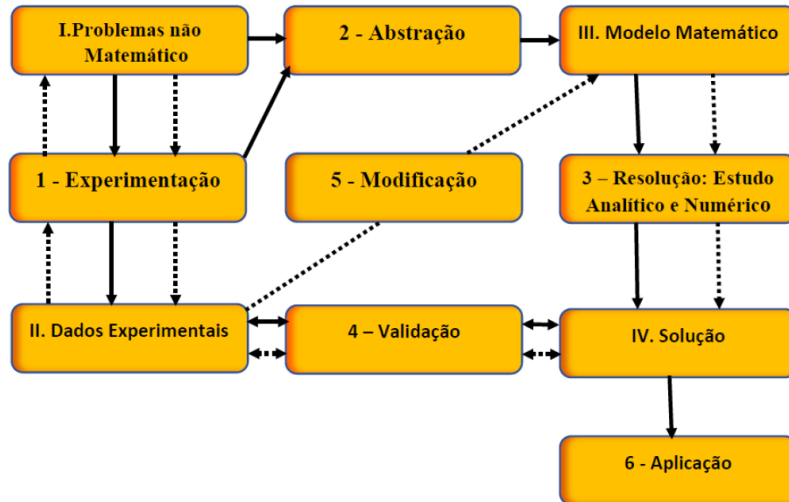 I.Problemas não
Matemático
2 - Abstração
III. Modelo Matemático
1 - Experimentação
5 - Modificação
3 – Resolução: Estudo
Analítico e Numérico
II. Dados Experimentais
4 – Validação
IV. Solução
6 - Aplicação